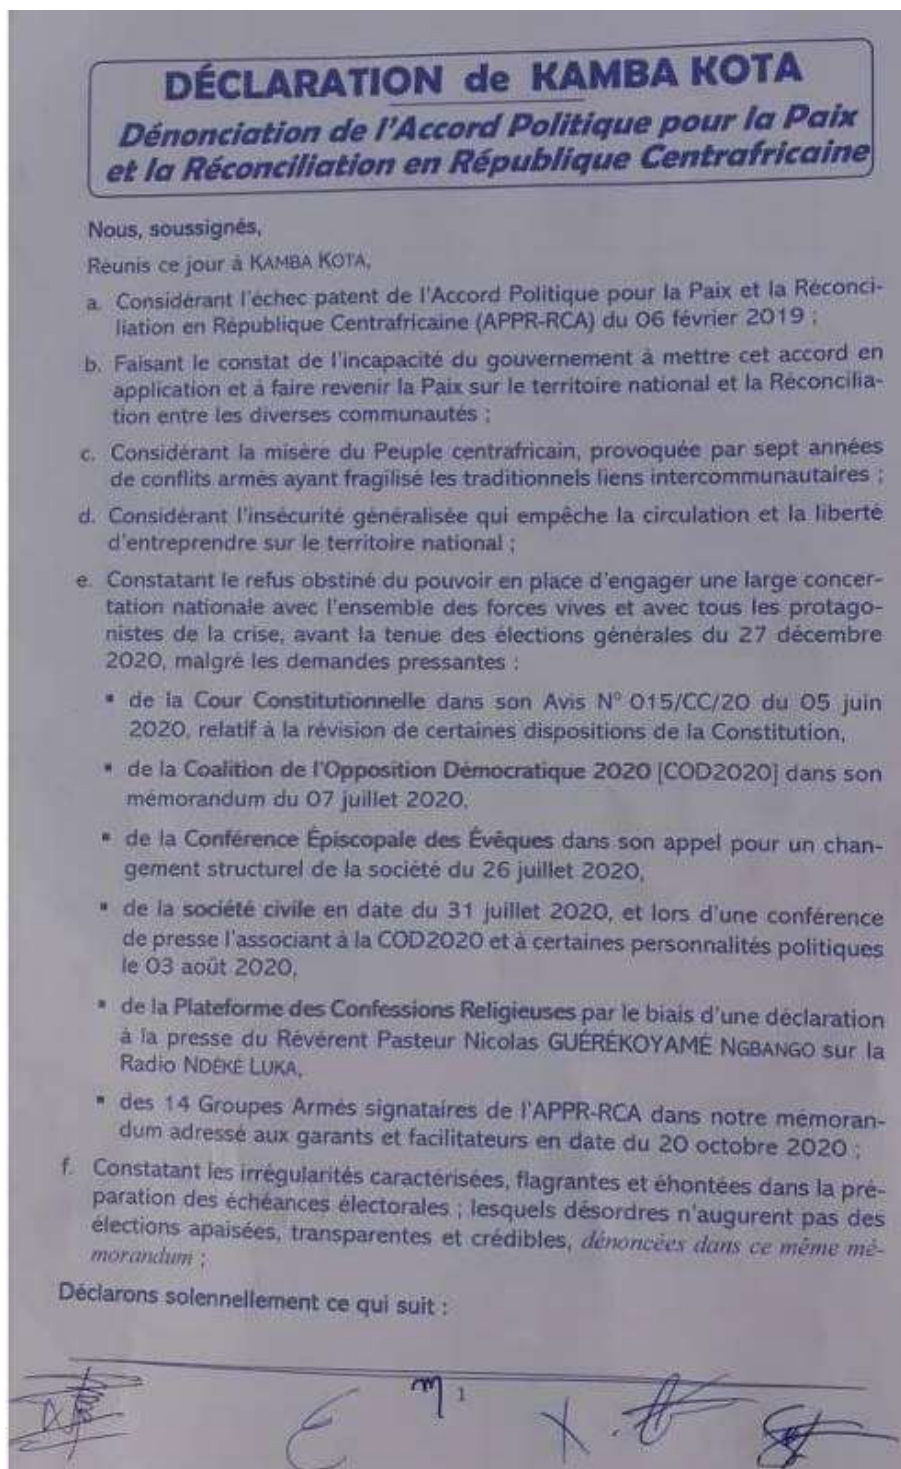 DÉCLARATION de KAMBA KOTA
Dénonciation de l'Accord Politique pour la Paix
et la Réconciliation en République Centrafricaine
Nous, soussignés,
Réunis ce jour à KAMBA KOTA,
a. Considérant l'échec patent de l'Accord Politique pour la Paix et la Réconci-
liation en République Centrafricaine (APPR-RCA) du 06 février 2019 ;
b. Faisant le constat de l'incapacité du gouvernement à mettre cet accord en
application et à faire revenir la Paix sur le territoire national et la Réconcilia-
tion entre les diverses communautés ;
c. Considérant la misère du Peuple centrafricain, provoquée par sept années
de conflits armés ayant fragilisé les traditionnels liens intercommunautaires ;
d. Considérant l'insécurité généralisée qui empêche la circulation et la liberté
d'entreprendre sur le territoire national ;
e. Constatant le refus obstiné du pouvoir en place d'engager une large concer-
tation nationale avec l'ensemble des forces vives et avec tous les protago-
nistes de la crise, avant la tenue des élections générales du 27 décembre
2020, malgré les demandes pressantes :
▪ de la Cour Constitutionnelle dans son Avis N° 015/CC/20 du 05 juin
2020, relatif à la révision de certaines dispositions de la Constitution,
▪ de la Coalition de l'Opposition Démocratique 2020 [COD2020] dans son
mémorandum du 07 juillet 2020,
▪ de la Conférence Épiscopale des Évêques dans son appel pour un chan-
gement structurel de la société du 26 juillet 2020,
▪ de la société civile en date du 31 juillet 2020, et lors d'une conférence
de presse l'associant à la COD2020 et à certaines personnalités politiques
le 03 août 2020,
▪ de la Plateforme des Confessions Religieuses par le biais d'une déclaration
à la presse du Révérent Pasteur Nicolas GUÉRÉKOYAMÉ NGBANGO sur la
Radio NDEKE LUKA,
▪ des 14 Groupes Armés signataires de l'APPR-RCA dans notre mémoran-
dum adressé aux garants et facilitateurs en date du 20 octobre 2020 ;
f. Constatant les irrégularités caractérisées, flagrantes et éhontées dans la pré-
paration des échéances électorales ; lesquels désordres n'augurent pas des
élections apaisées, transparentes et crédibles, dénoncées dans ce même mé-
morandum ;
Déclarons solennellement ce qui suit :
1